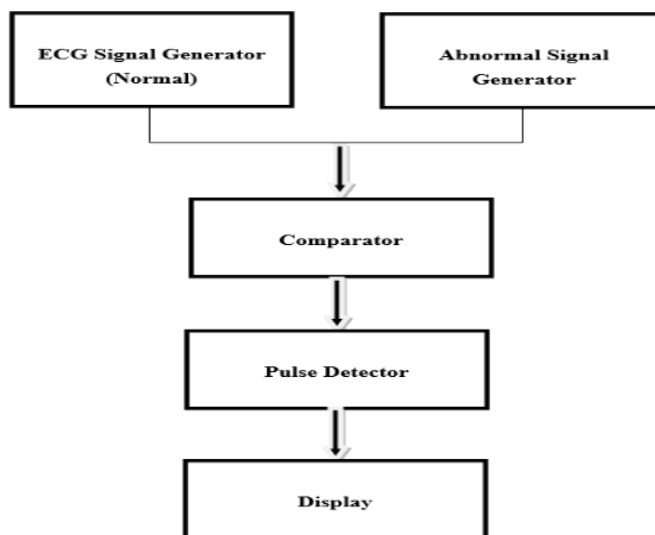 ECG Signal Generator
(Normal)
Abnormal Signal
Generator
Comparator
Pulse Detector
Display